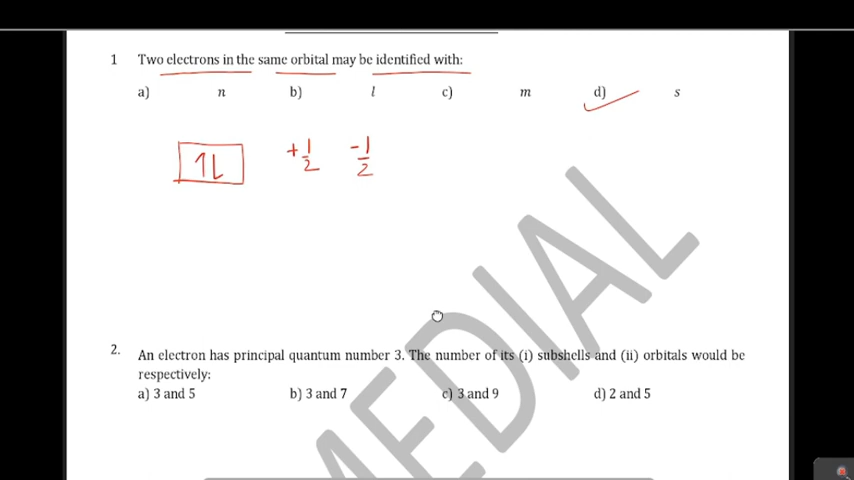 1 Two electrons in the same orbital may be identified with:
a) n b) l c) m d) s
1L +1/2 -1/2
2. An electron has principal quantum number 3. The number of its (i) subshells and (ii) orbitals would be
respectively:
a) 3 and 5 b) 3 and 7 c) 3 and 9 d) 2 and 5
MEDIAL